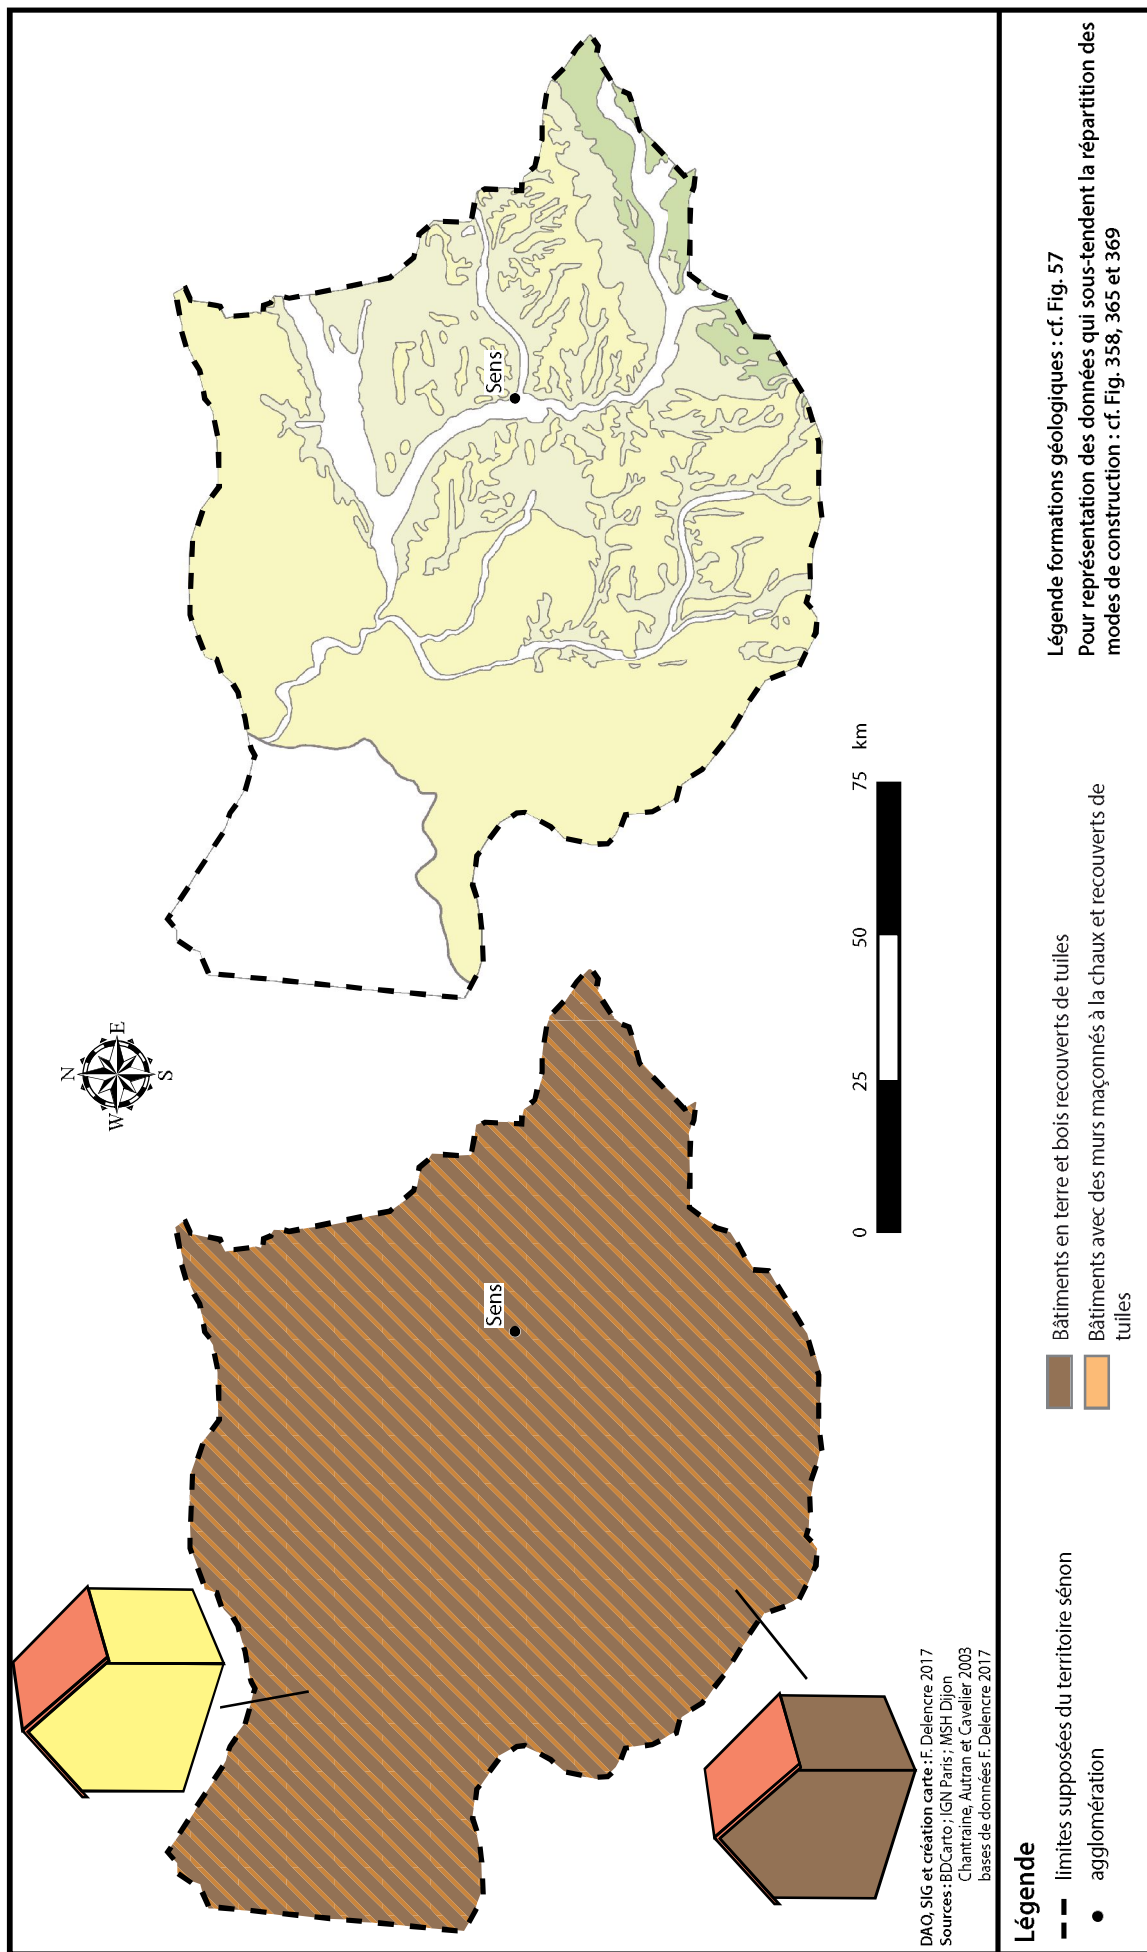 N
W
E
S
Sens
Sens
0
25
50
75
km
DAO, SIG et création carte : F. Delencre 2017
Sources : BDCarto ; IGN Paris ; MSH Dijon
Chantraine, Autran et Cavelier 2003
bases de données F. Delencre 2017
Légende
limites supposées du territoire sénon
agglomération
Bâtiments en terre et bois recouverts de tuiles
Bâtiments avec des murs maçonnés à la chaux et recouverts de
tuiles
Légende formations géologiques : cf. Fig. 57
Pour représentation des données qui sous-tendent la répartition des
modes de construction : cf. Fig. 358, 365 et 369